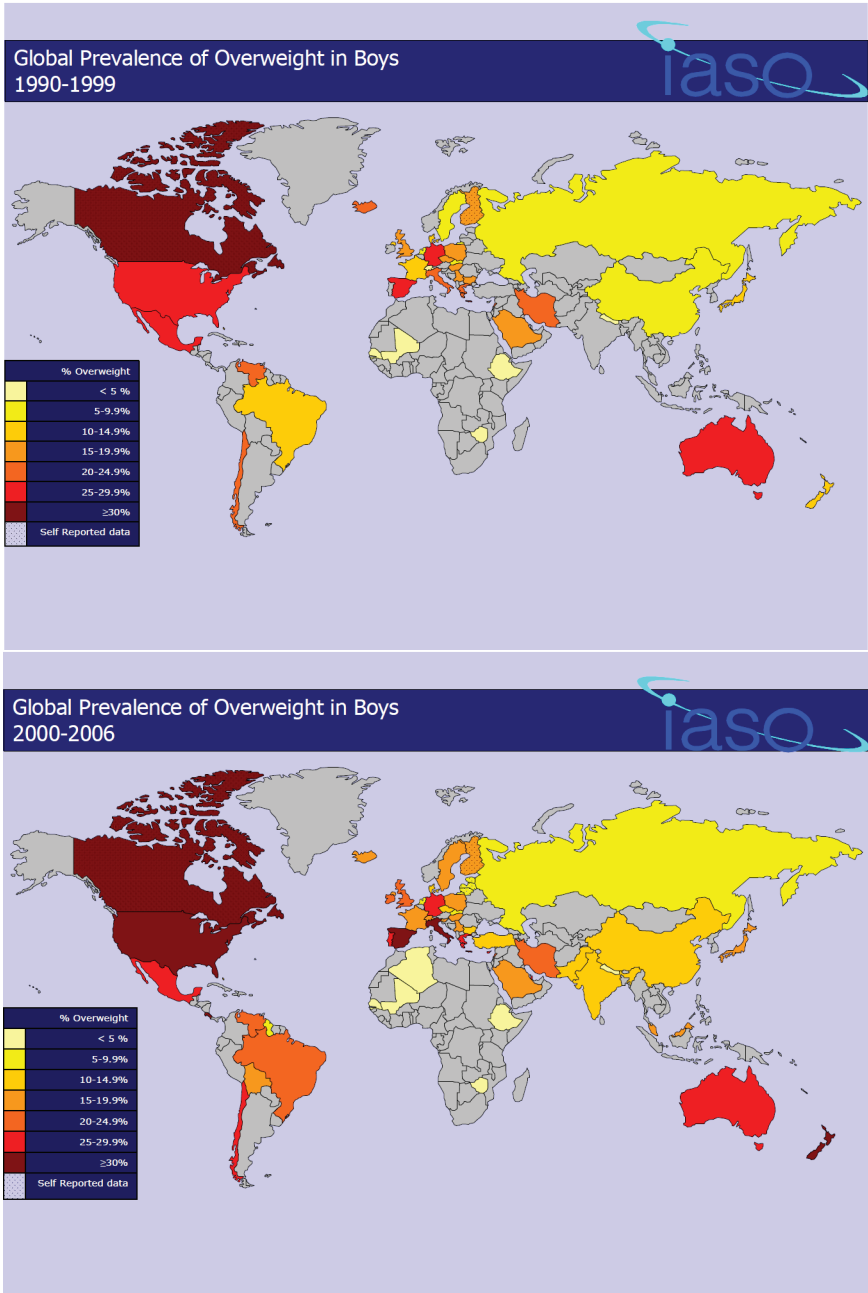 Global Prevalence of Overweight in Boys
1990-1999
iaso
% Overweight
< 5 %
5-9.9%
10-14.9%
15-19.9%
20-24.9%
25-29.9%
≥30%
Self Reported data
Global Prevalence of Overweight in Boys
2000-2006
iaso
% Overweight
< 5 %
5-9.9%
10-14.9%
15-19.9%
20-24.9%
25-29.9%
≥30%
Self Reported data